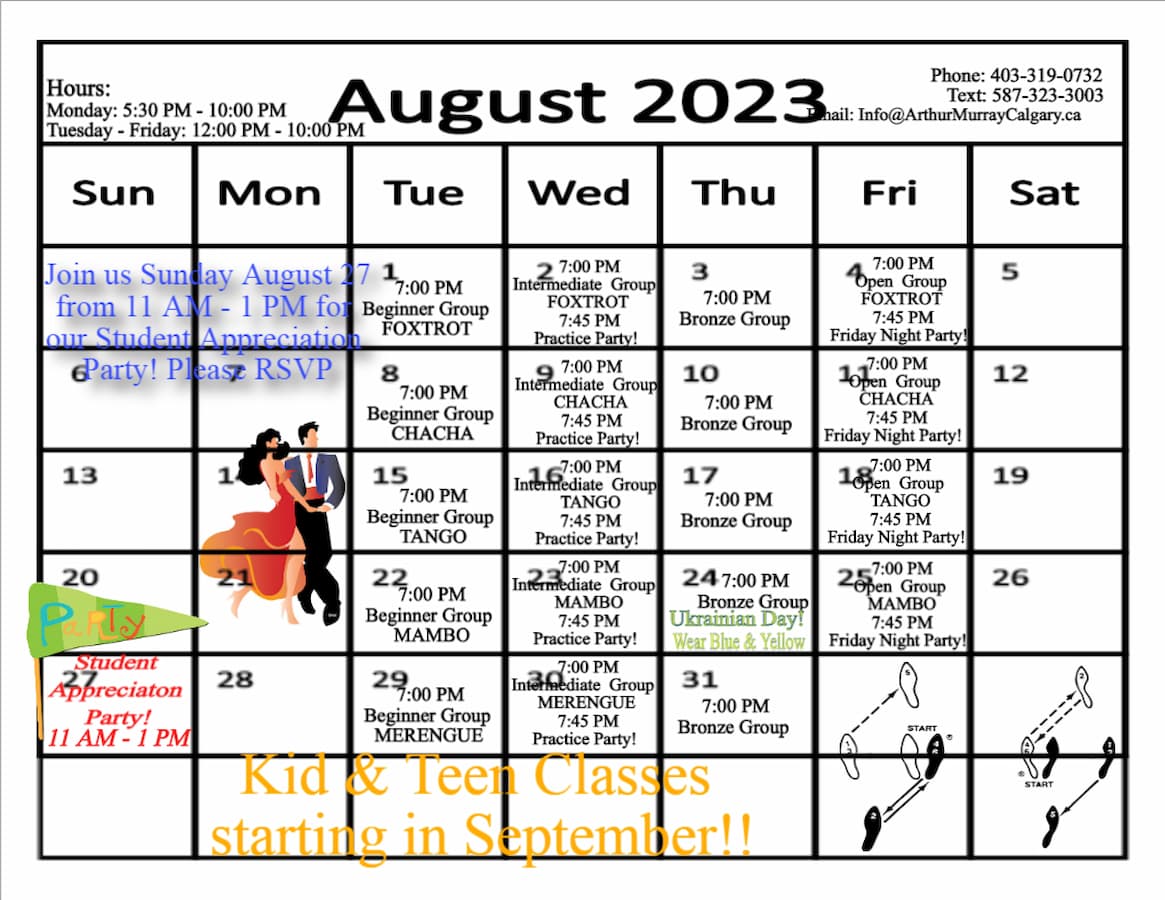 Hours:
Monday: 5:30 PM - 10:00 PM
Tuesday - Friday: 12:00 PM - 10:00 PM
August 2023
Phone: 403-319-0732
Text: 587-323-3003
Email: Info@ArthurMurrayCalgary.ca
Sun Mon Tue Wed Thu Fri Sat
Join us Sunday August 27
from 11 AM - 1 PM for
our Student Appreciation
Party! Please RSVP
1
7:00 PM
Beginner Group
FOXTROT
2
7:00 PM
Intermediate Group
FOXTROT
7:45 PM
Practice Party!
3
7:00 PM
Bronze Group
4
7:00 PM
Open Group
FOXTROT
7:45 PM
Friday Night Party!
5
6
7
8
7:00 PM
Beginner Group
CHACHA
9
7:00 PM
Intermediate Group
CHACHA
7:45 PM
Practice Party!
10
7:00 PM
Bronze Group
11
7:00 PM
Open Group
CHACHA
7:45 PM
Friday Night Party!
12
13
14
15
7:00 PM
Beginner Group
TANGO
16
7:00 PM
Intermediate Group
TANGO
7:45 PM
Practice Party!
17
7:00 PM
Bronze Group
18
7:00 PM
Open Group
TANGO
7:45 PM
Friday Night Party!
19
20
PaRTy
21
22
7:00 PM
Beginner Group
MAMBO
23
7:00 PM
Intermediate Group
MAMBO
7:45 PM
Practice Party!
24 7:00 PM
Bronze Group
Ukrainian Day!
Wear Blue & Yellow
25
7:00 PM
Open Group
MAMBO
7:45 PM
Friday Night Party!
26
27
Student
Appreciaton
Party!
11 AM - 1 PM
28
29
7:00 PM
Beginner Group
MERENGUE
30
7:00 PM
Intermediate Group
MERENGUE
7:45 PM
Practice Party!
31
7:00 PM
Bronze Group
START
START
Kid & Teen Classes
starting in September!!